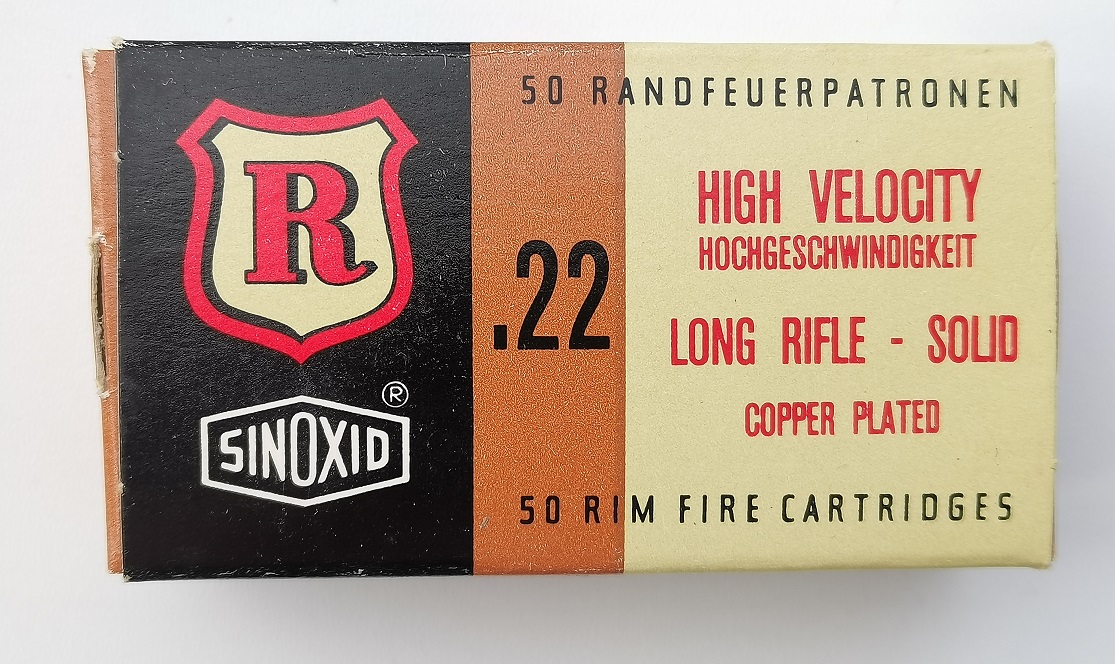 50 RANDFEUERPATRONEN
R
HIGH VELOCITY
HOCHGESCHWINDIGKEIT
.22
LONG RIFLE - SOLID
COPPER PLATED
®
SINOXID
50 RIM FIRE CARTRIDGES